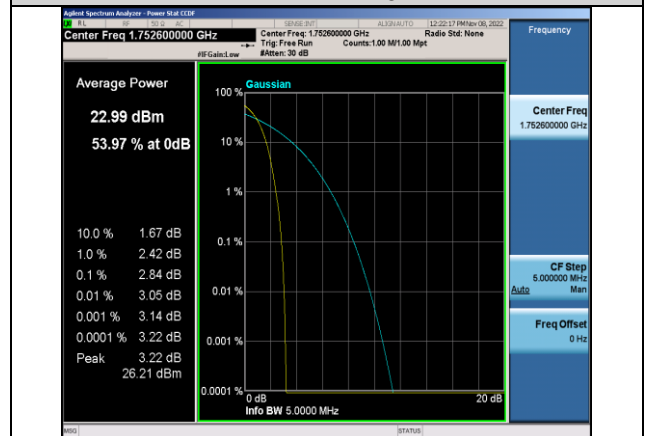 Agilent Spectrum Analyzer - Power Stat CCDF
RL RF 50 Ω AC SENSE:INT ALIGN AUTO 12:22:17 PM Nov 08, 2022
Center Freq 1.752600000 GHz
Center Freq: 1.752600000 GHz Radio Std: None
Trig: Free Run Counts:1.00 M/1.00 Mpt
#IFGain:Low #Atten: 30 dB
Frequency
Average Power
22.99 dBm
53.97 % at 0dB
10.0 % 1.67 dB
1.0 % 2.42 dB
0.1 % 2.84 dB
0.01 % 3.05 dB
0.001 % 3.14 dB
0.0001 % 3.22 dB
Peak 3.22 dB
26.21 dBm
Gaussian
100 %
10 %
1 %
0.1 %
0.01 %
0.001 %
0.0001 %
0 dB 20 dB
Info BW 5.0000 MHz
Center Freq
1.752600000 GHz
CF Step
5.000000 MHz
Auto Man
Freq Offset
0 Hz
MSG STATUS